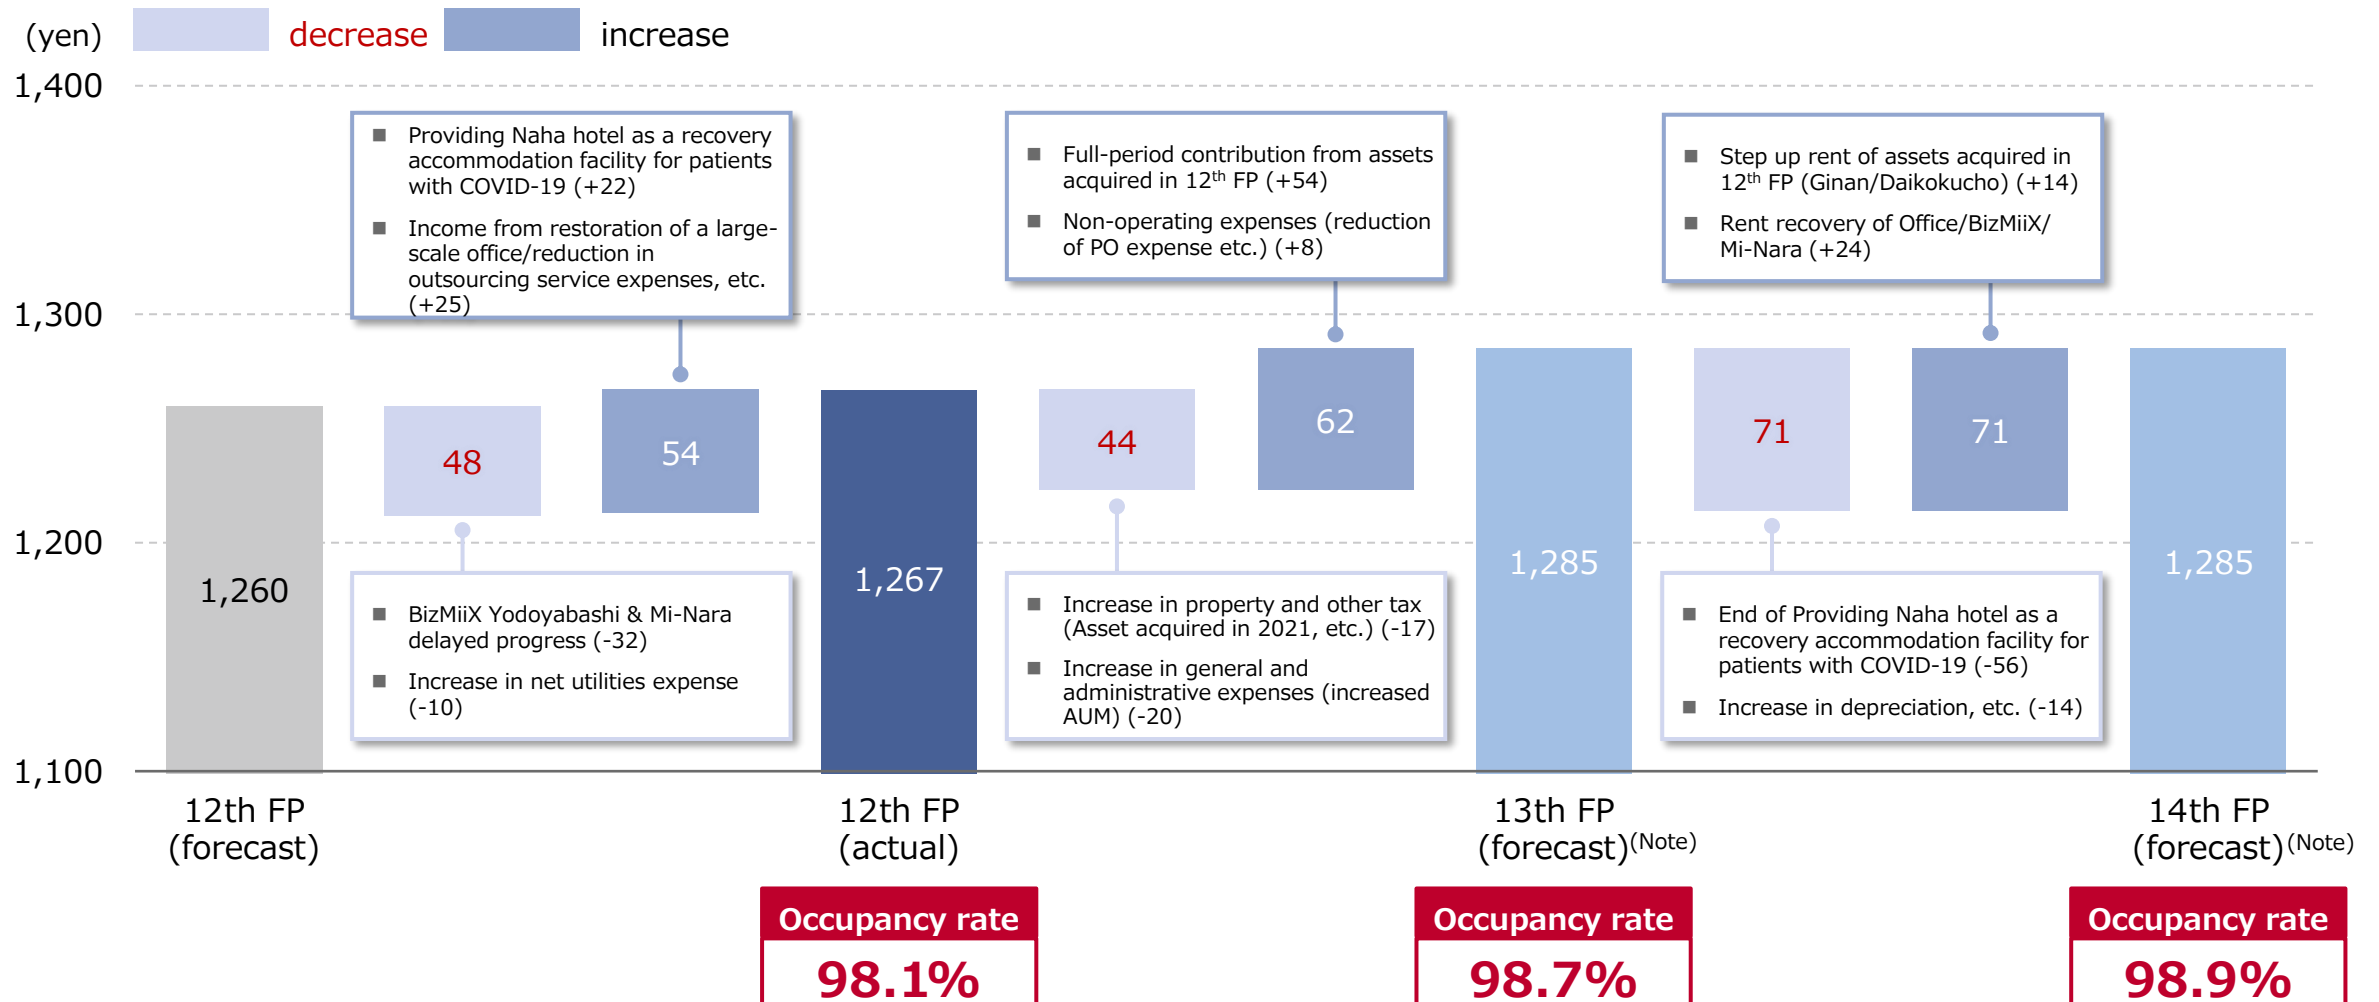 (yen) decrease increase
1,400
1,300
1,200
1,100
■ Providing Naha hotel as a recovery
accommodation facility for patients
with COVID-19 (+22)
■ Income from restoration of a large-
scale office/reduction in
outsourcing service expenses, etc.
(+25)
■ Full-period contribution from assets
acquired in 12th FP (+54)
■ Non-operating expenses (reduction
of PO expense etc.) (+8)
■ Step up rent of assets acquired in
12th FP (Ginan/Daikokucho) (+14)
■ Rent recovery of Office/BizMiiX/
Mi-Nara (+24)
1,260
48
54
1,267
44
62
1,285
71
71
1,285
■ BizMiiX Yodoyabashi & Mi-Nara
delayed progress (-32)
■ Increase in net utilities expense
(-10)
■ Increase in property and other tax
(Asset acquired in 2021, etc.) (-17)
■ Increase in general and
administrative expenses (increased
AUM) (-20)
■ End of Providing Naha hotel as a
recovery accommodation facility for
patients with COVID-19 (-56)
■ Increase in depreciation, etc. (-14)
12th FP
(forecast)
12th FP
(actual)
13th FP
(forecast)(Note)
14th FP
(forecast)(Note)
Occupancy rate
98.1%
Occupancy rate
98.7%
Occupancy rate
98.9%